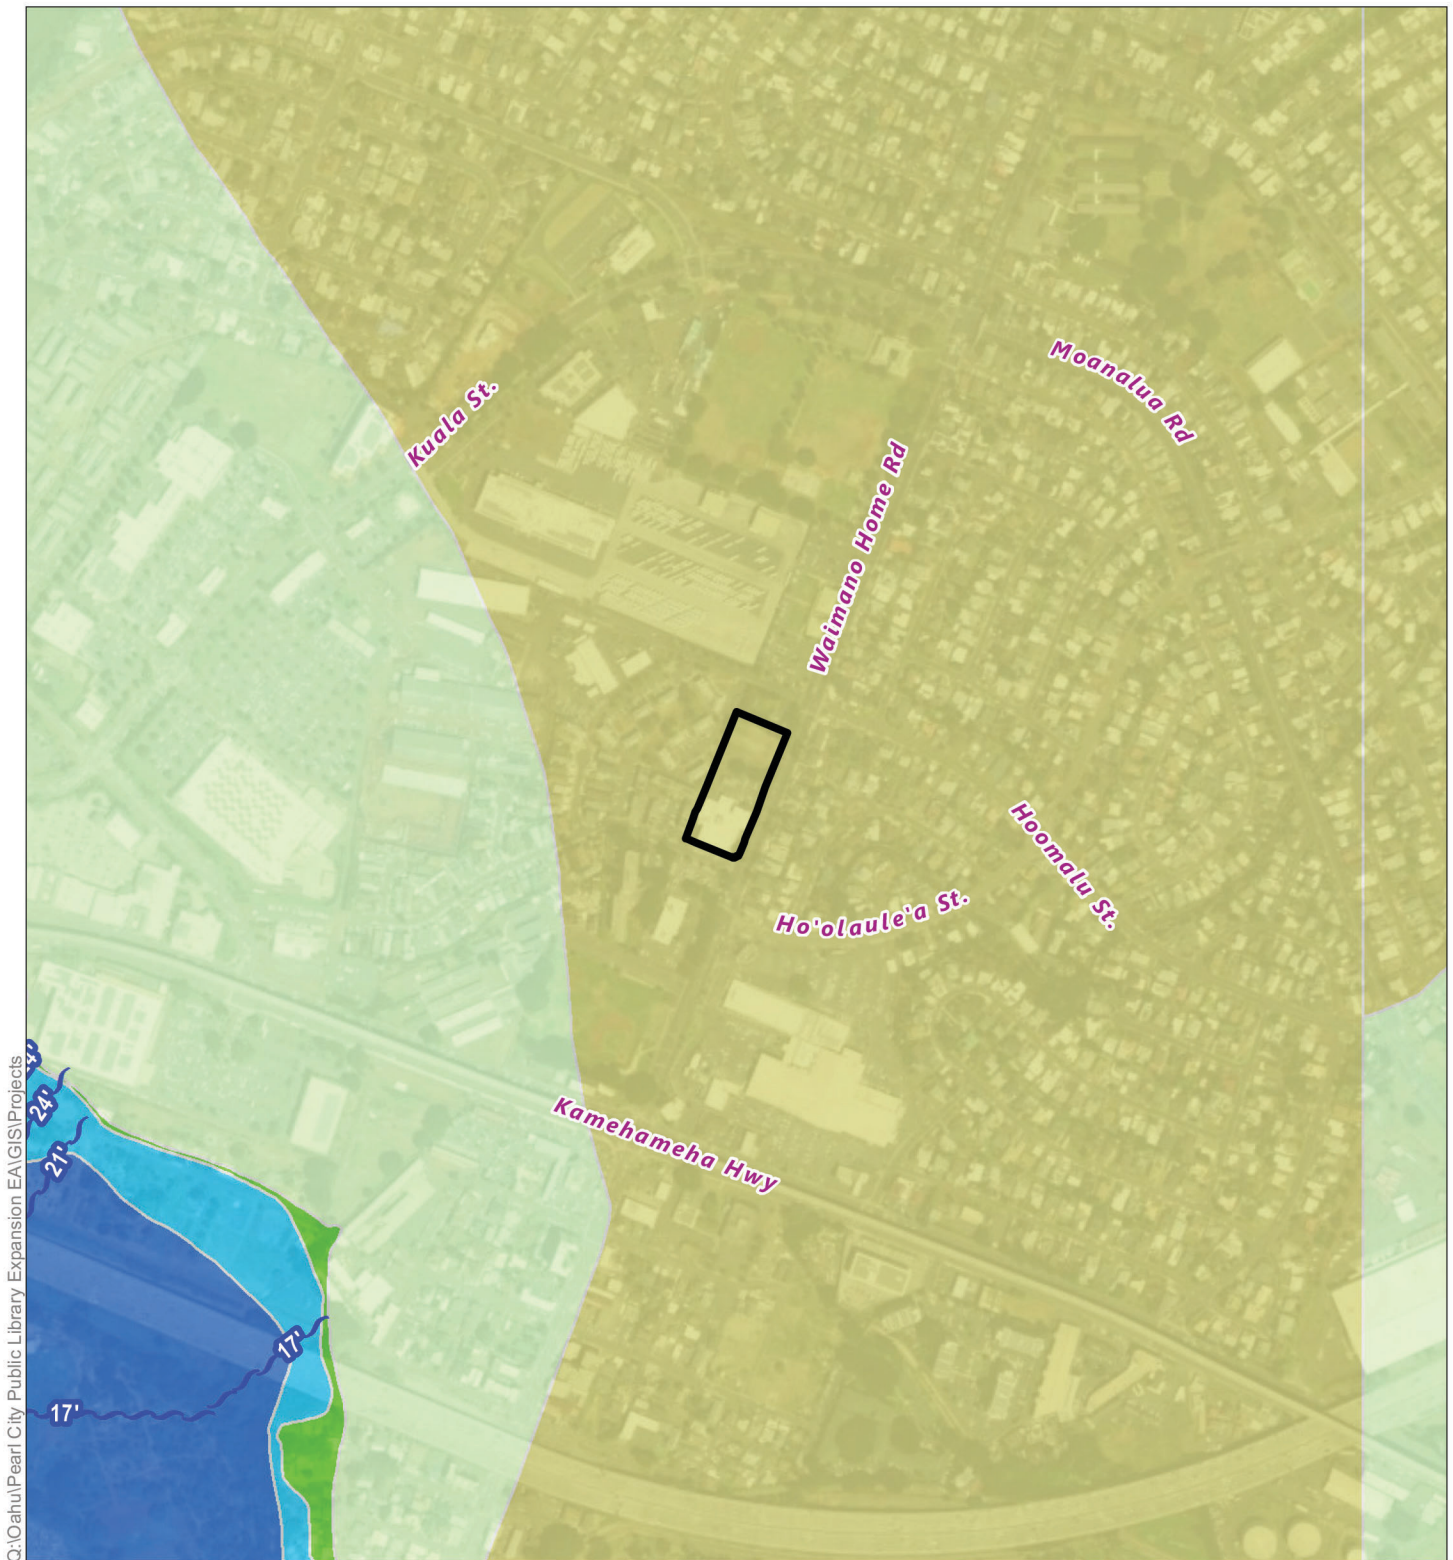 Kuala St.
Moanalua Rd
Waimano Home Rd
Hoomalu St.
Ho'olaule'a St.
Kamehameha Hwy
24'
21'
17'
17'
Q:\Oahu\Pearl City Public Library Expansion EA\GIS\Projects